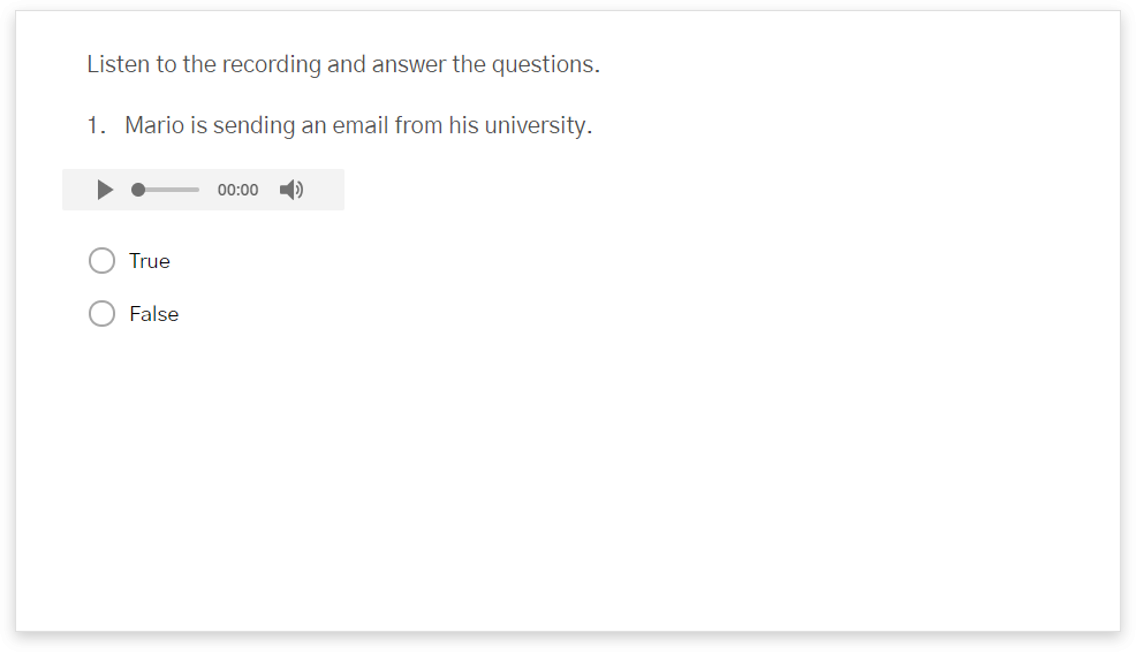 Listen to the recording and answer the questions.
1. Mario is sending an email from his university.
00:00
True
False